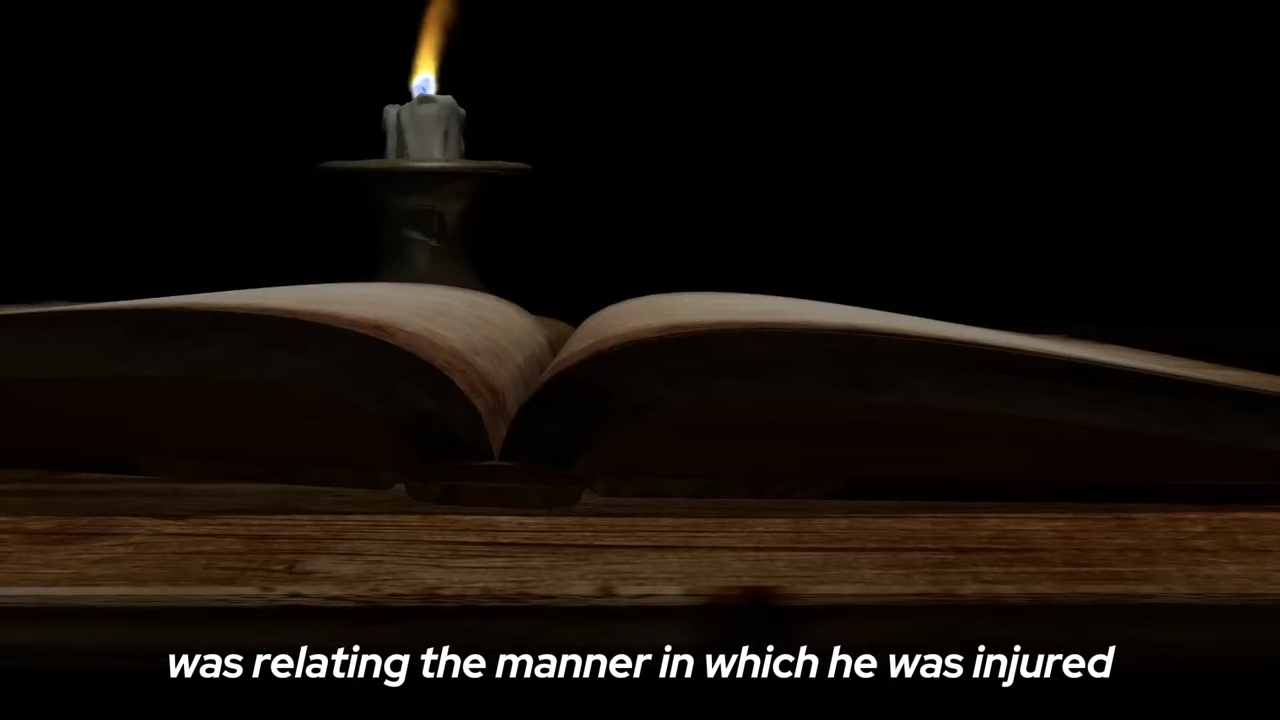 was relating the manner in which he was injured